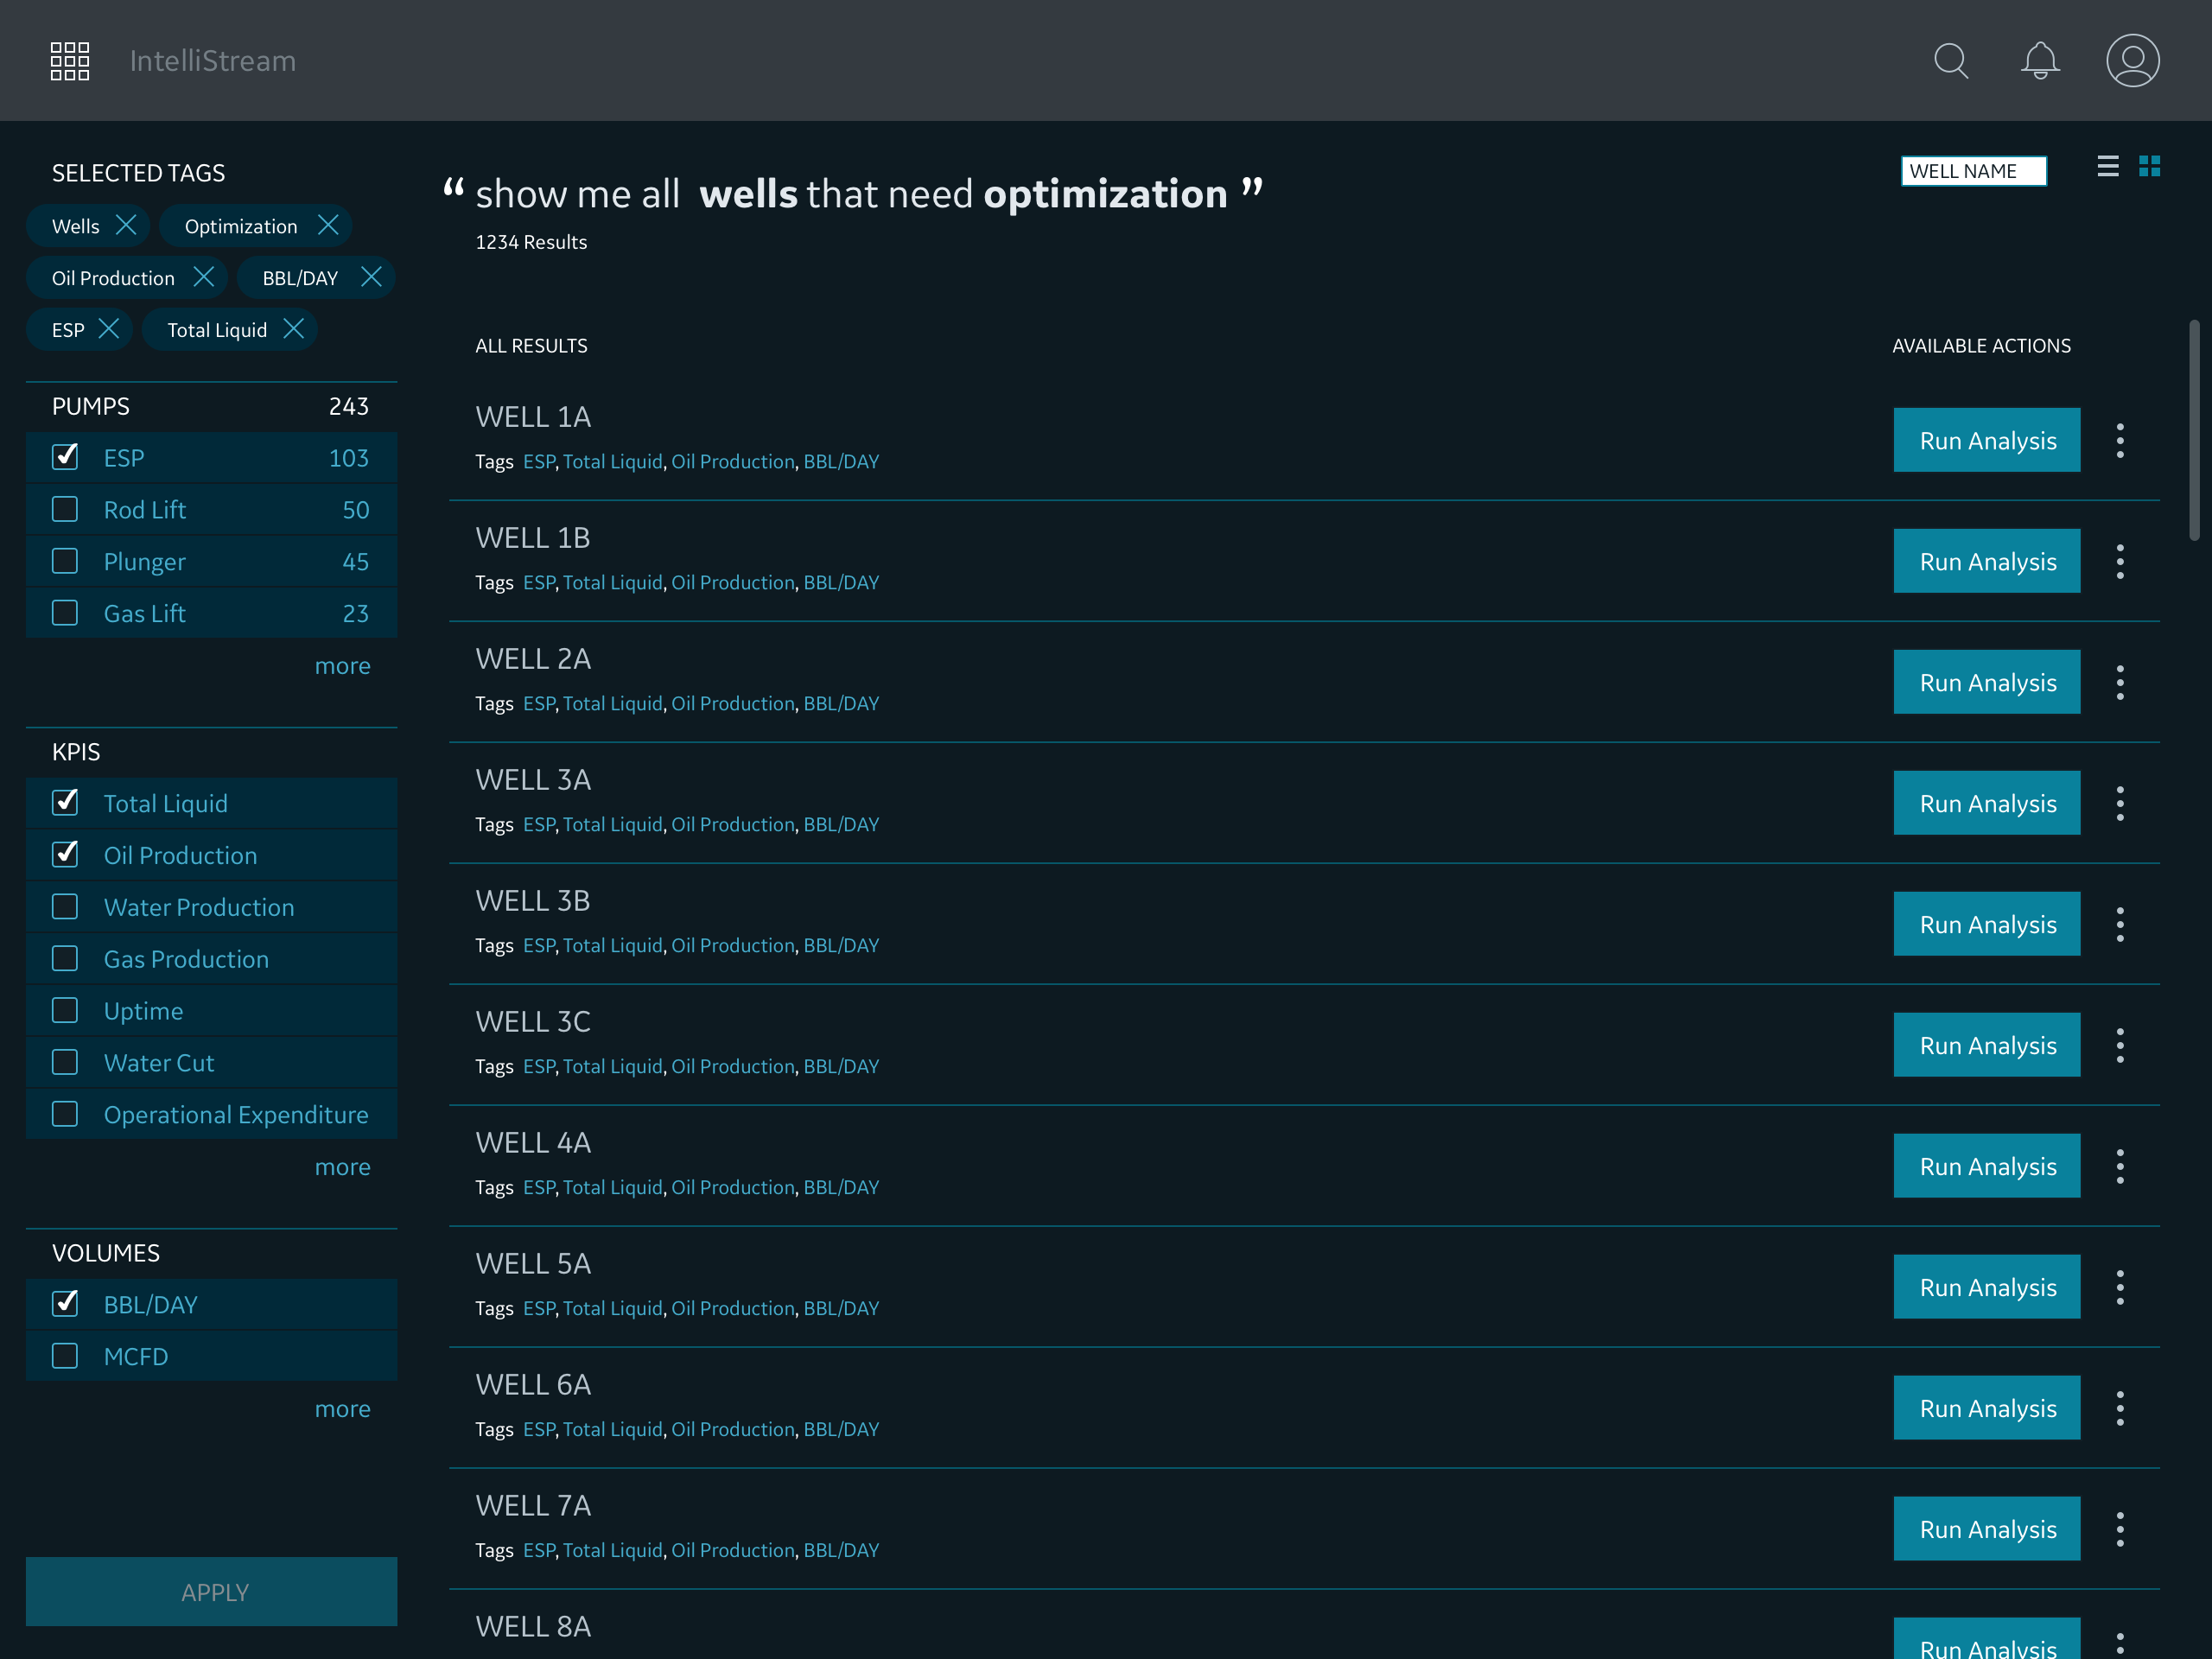 IntelliStream
SELECTED TAGS
Wells
Optimization
Oil Production
BBL/DAY
ESP
Total Liquid
PUMPS 243
ESP 103
Rod Lift 50
Plunger 45
Gas Lift 23
more
KPIS
Total Liquid
Oil Production
Water Production
Gas Production
Uptime
Water Cut
Operational Expenditure
more
VOLUMES
BBL/DAY
MCFD
more
APPLY
“ show me all wells that need optimization ”
1234 Results
WELL NAME
ALL RESULTS
AVAILABLE ACTIONS
WELL 1A
Tags ESP, Total Liquid, Oil Production, BBL/DAY
Run Analysis
WELL 1B
Tags ESP, Total Liquid, Oil Production, BBL/DAY
Run Analysis
WELL 2A
Tags ESP, Total Liquid, Oil Production, BBL/DAY
Run Analysis
WELL 3A
Tags ESP, Total Liquid, Oil Production, BBL/DAY
Run Analysis
WELL 3B
Tags ESP, Total Liquid, Oil Production, BBL/DAY
Run Analysis
WELL 3C
Tags ESP, Total Liquid, Oil Production, BBL/DAY
Run Analysis
WELL 4A
Tags ESP, Total Liquid, Oil Production, BBL/DAY
Run Analysis
WELL 5A
Tags ESP, Total Liquid, Oil Production, BBL/DAY
Run Analysis
WELL 6A
Tags ESP, Total Liquid, Oil Production, BBL/DAY
Run Analysis
WELL 7A
Tags ESP, Total Liquid, Oil Production, BBL/DAY
Run Analysis
WELL 8A
Run Analysis